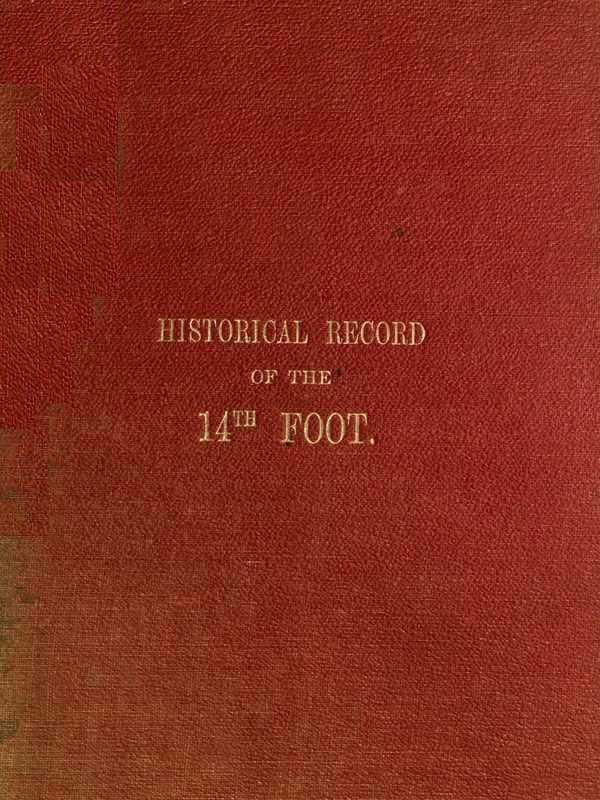 HISTORICAL RECORD
OF THE
14TH FOOT.